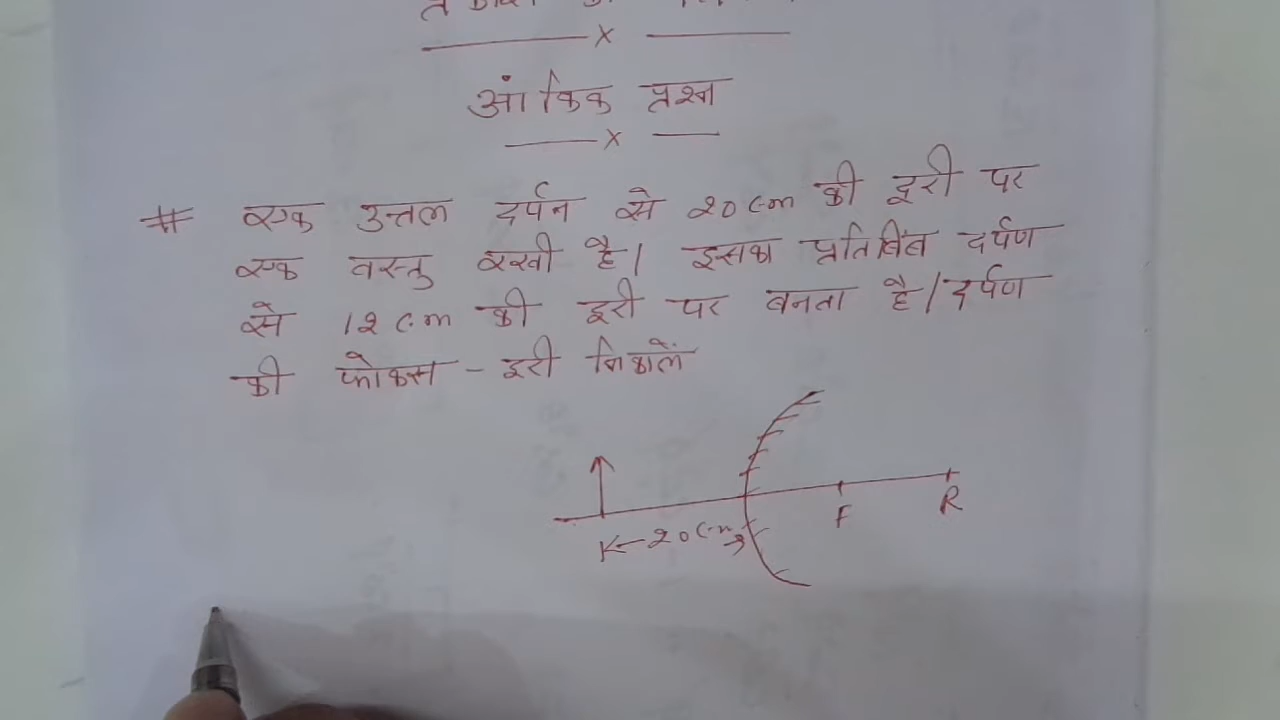 आंकिक प्रश्न
# एक उत्तल दर्पन से 20 cm की दूरी पर
एक वस्तु रखी है। इसका प्रतिबिंब दर्पण
से 12 cm की दूरी पर बनता है। दर्पण
की फोकस - दूरी निकालें
F
R
20 cm